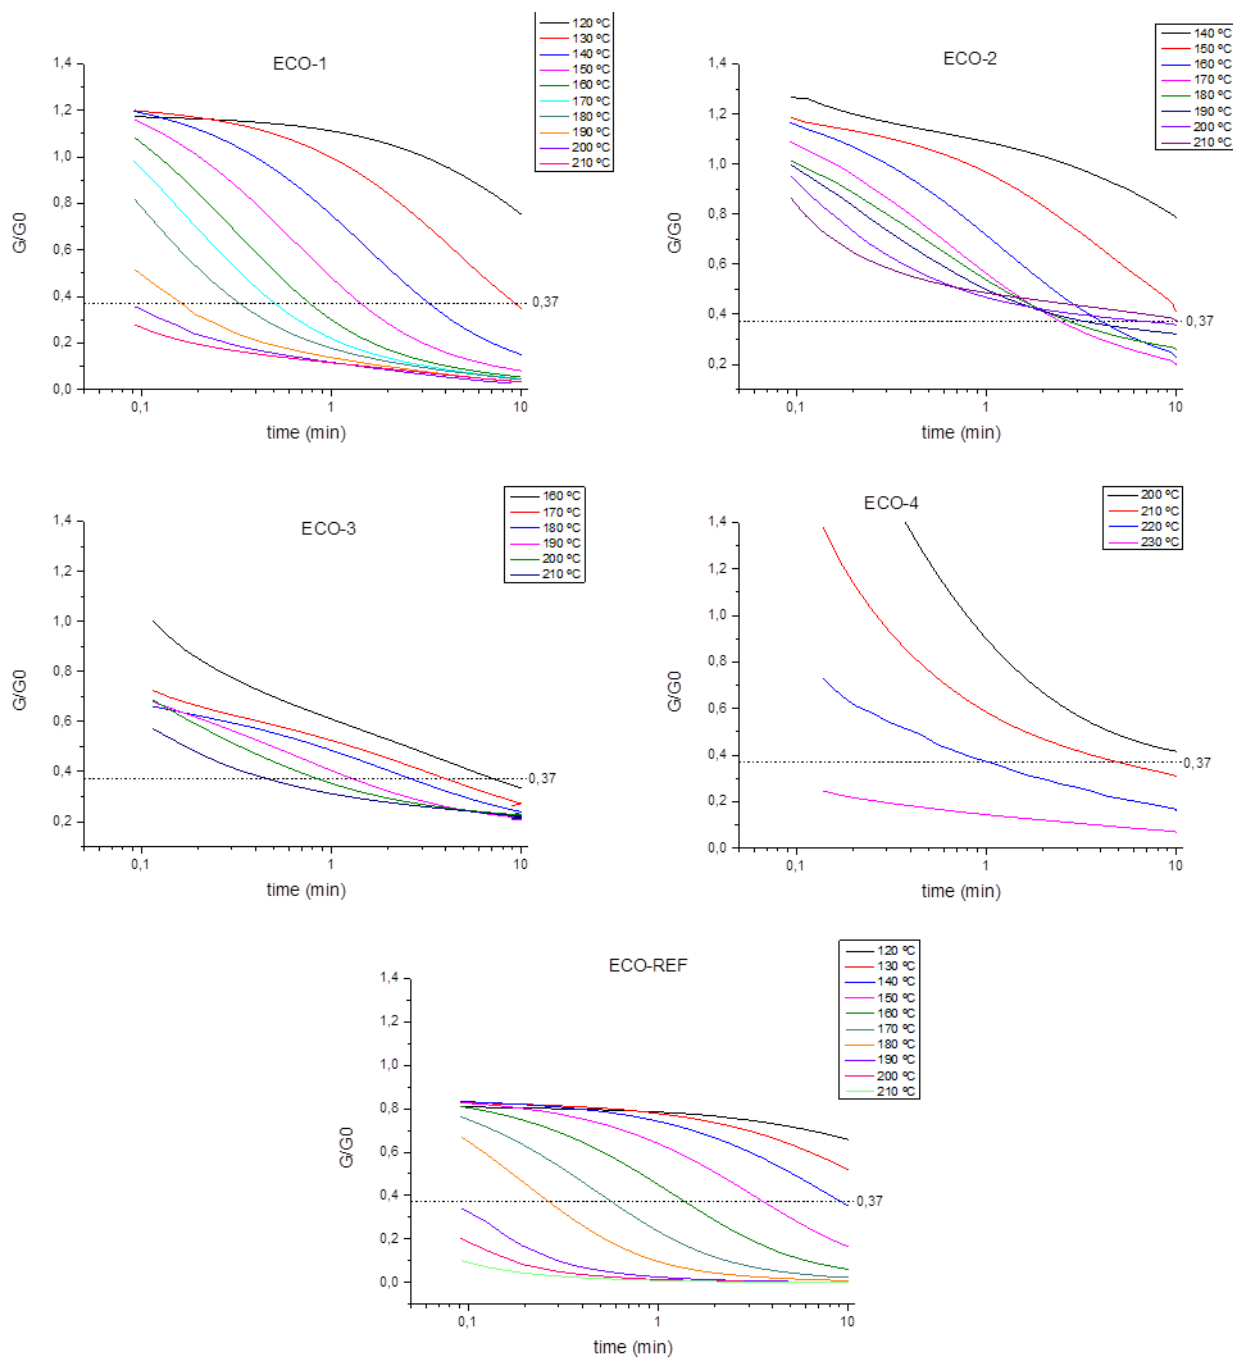 ECO-1
120 ºC
130 ºC
140 ºC
150 ºC
160 ºC
170 ºC
180 ºC
190 ºC
200 ºC
210 ºC
1,4
1,2
1,0
0,8
0,6
0,4
0,2
0,0
G/G0
0,37
0,1
1
10
time (min)
ECO-2
140 ºC
150 ºC
160 ºC
170 ºC
180 ºC
190 ºC
200 ºC
210 ºC
1,4
1,2
1,0
0,8
0,6
0,4
0,2
G/G0
0,37
0,1
1
10
time (min)
ECO-3
160 ºC
170 ºC
180 ºC
190 ºC
200 ºC
210 ºC
1,4
1,2
1,0
0,8
0,6
0,4
0,2
G/G0
0,37
0,1
1
10
time (min)
ECO-4
200 ºC
210 ºC
220 ºC
230 ºC
1,4
1,2
1,0
0,8
0,6
0,4
0,2
0,0
G/G0
0,37
0,1
1
10
time (min)
ECO-REF
120 ºC
130 ºC
140 ºC
150 ºC
160 ºC
170 ºC
180 ºC
190 ºC
200 ºC
210 ºC
1,4
1,2
1,0
0,8
0,6
0,4
0,2
0,0
G/G0
0,37
0,1
1
10
time (min)